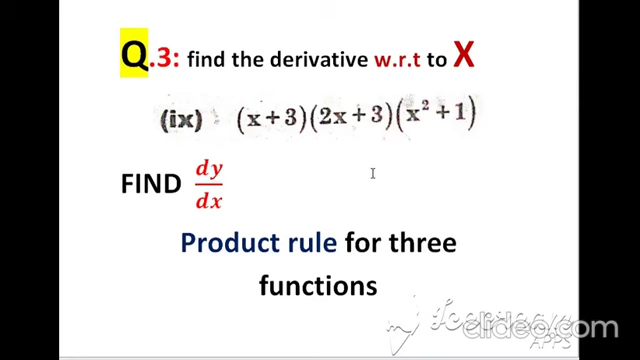 Q.3: find the derivative w.r.t to X
(ix) (x+3)(2x+3)(x² +1)
FIND dy/dx
Product rule for three
functions
clideo.com
APPS